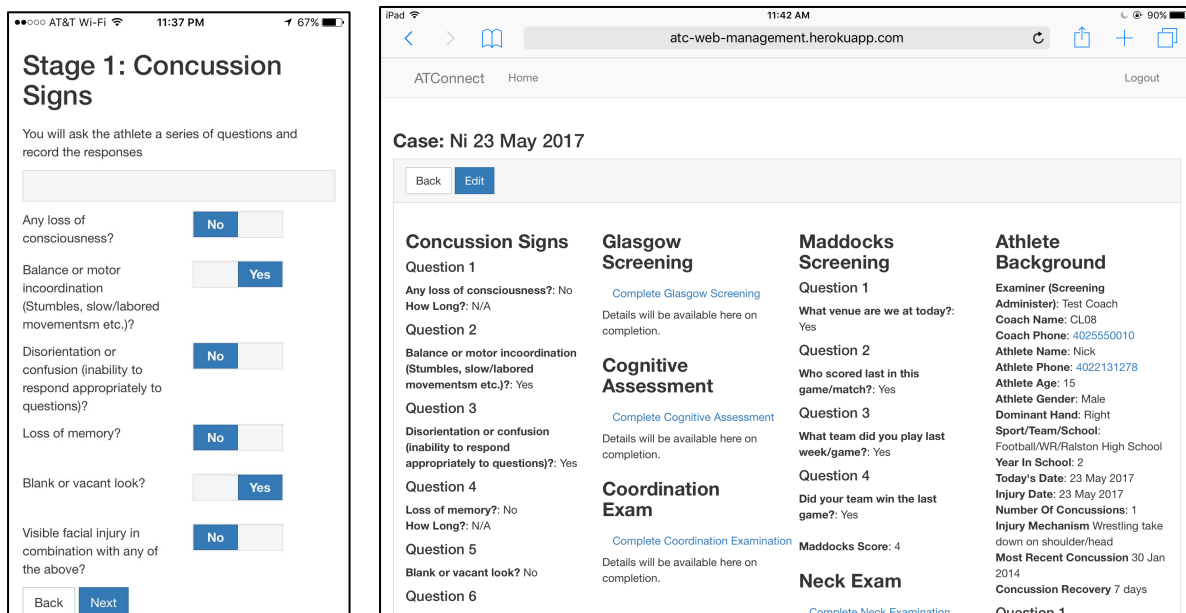 ●●○○○ AT&T Wi-Fi 11:37 PM 67%
Stage 1: Concussion
Signs
You will ask the athlete a series of questions and
record the responses
Any loss of
consciousness?
No
Balance or motor
incoordination
(Stumbles, slow/labored
movementsm etc.)?
Yes
Disorientation or
confusion (inability to
respond appropriately to
questions)?
No
Loss of memory?
No
Blank or vacant look?
Yes
Visible facial injury in
combination with any of
the above?
No
Back Next
iPad 11:42 AM 90%
atc-web-management.herokuapp.com
ATConnect Home Logout
Case: Ni 23 May 2017
Back Edit
Concussion Signs
Question 1
Any loss of consciousness?: No
How Long?: N/A
Question 2
Balance or motor incoordination
(Stumbles, slow/labored
movementsm etc.)?: Yes
Question 3
Disorientation or confusion
(inability to respond
appropriately to questions)?: Yes
Question 4
Loss of memory?: No
How Long?: N/A
Question 5
Blank or vacant look? No
Question 6
Glasgow
Screening
Complete Glasgow Screening
Details will be available here on
completion.
Cognitive
Assessment
Complete Cognitive Assessment
Details will be available here on
completion.
Coordination
Exam
Complete Coordination Examination
Details will be available here on
completion.
Maddocks
Screening
Question 1
What venue are we at today?:
Yes
Question 2
Who scored last in this
game/match?: Yes
Question 3
What team did you play last
week/game?: Yes
Question 4
Did your team win the last
game?: Yes
Maddocks Score: 4
Neck Exam
Complete Neck Examination
Athlete
Background
Examiner (Screening
Administer): Test Coach
Coach Name: CL08
Coach Phone: 4025550010
Athlete Name: Nick
Athlete Phone: 4022131278
Athlete Age: 15
Athlete Gender: Male
Dominant Hand: Right
Sport/Team/School:
Football/WR/Ralston High School
Year In School: 2
Today's Date: 23 May 2017
Injury Date: 23 May 2017
Number Of Concussions: 1
Injury Mechanism Wrestling take
down on shoulder/head
Most Recent Concussion 30 Jan
2014
Concussion Recovery 7 days
Question 1